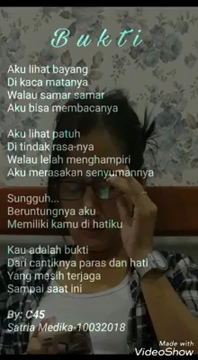 Bukti
Aku lihat bayang
Di kaca matanya
Walau samar samar
Aku bisa membacanya
Aku lihat patuh
Di tindak rasa-nya
Walau lelah menghampiri
Aku merasakan senyumannya
Sungguh...
Beruntungnya aku
Memiliki kamu di hatiku
Kau adalah bukti
Dari cantiknya paras dan hati
Yang masih terjaga
Sampai saat ini
By: C45
Satria Medika-10032018
Made with
VideoShow